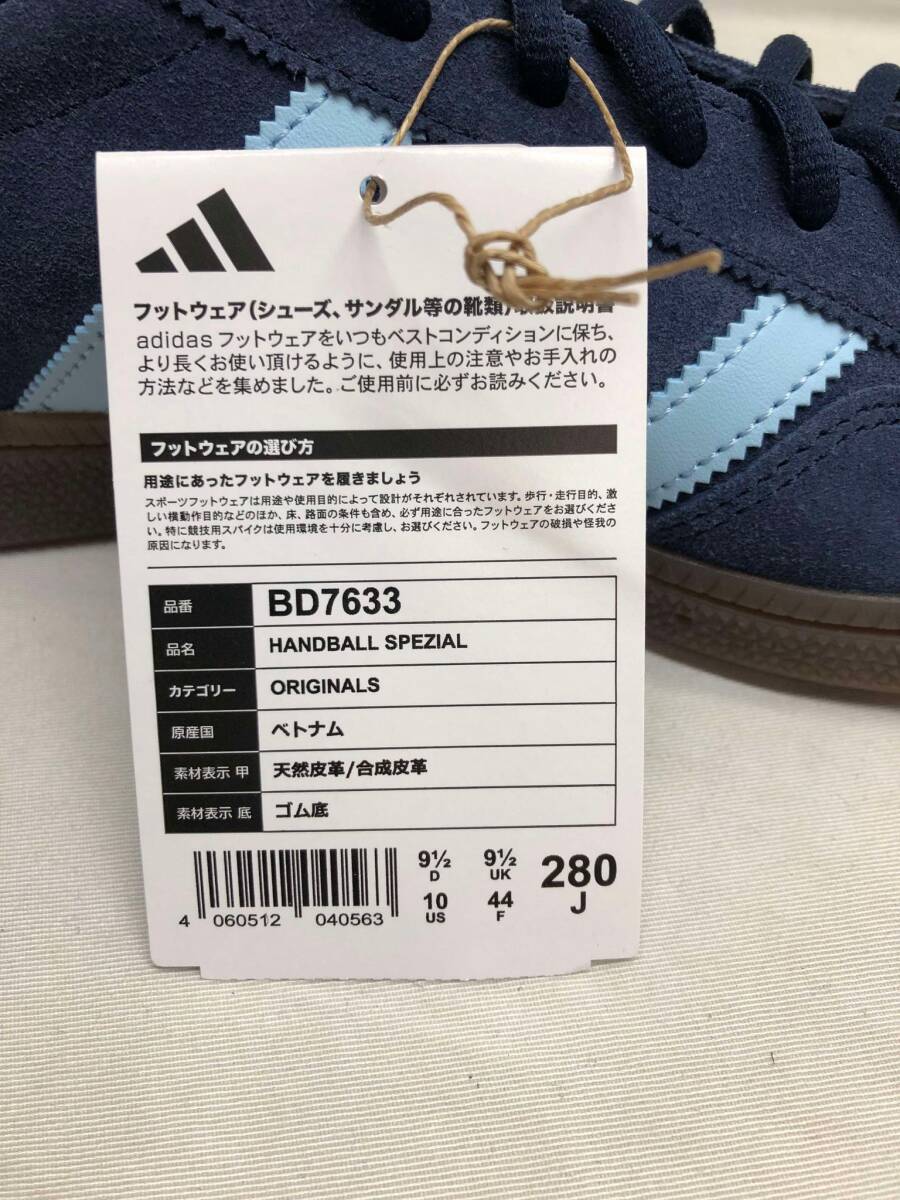 フットウェア(シューズ、サンダル等の靴類)取扱説明書
adidas フットウェアをいつもベストコンディションに保ち、
より長くお使い頂けるように、使用上の注意やお手入れの
方法などを集めました。ご使用前に必ずお読みください。
フットウェアの選び方
用途にあったフットウェアを履きましょう
スポーツフットウェアは用途や使用目的によって設計がそれぞれされています。歩行・走行目的、激
しい横動作目的などのほか、床、路面の条件も含め、必ず用途に合ったフットウェアをお選びくださ
い。特に競技用スパイクは使用環境を十分に考慮し、お選びください。フットウェアの破損や怪我の
原因になります。
品番 BD7633
品名 HANDBALL SPEZIAL
カテゴリー ORIGINALS
原産国 ベトナム
素材表示 甲 天然皮革/合成皮革
素材表示 底 ゴム底
9½ 9½ 280
D UK J
10 44
US F
4 060512 040563